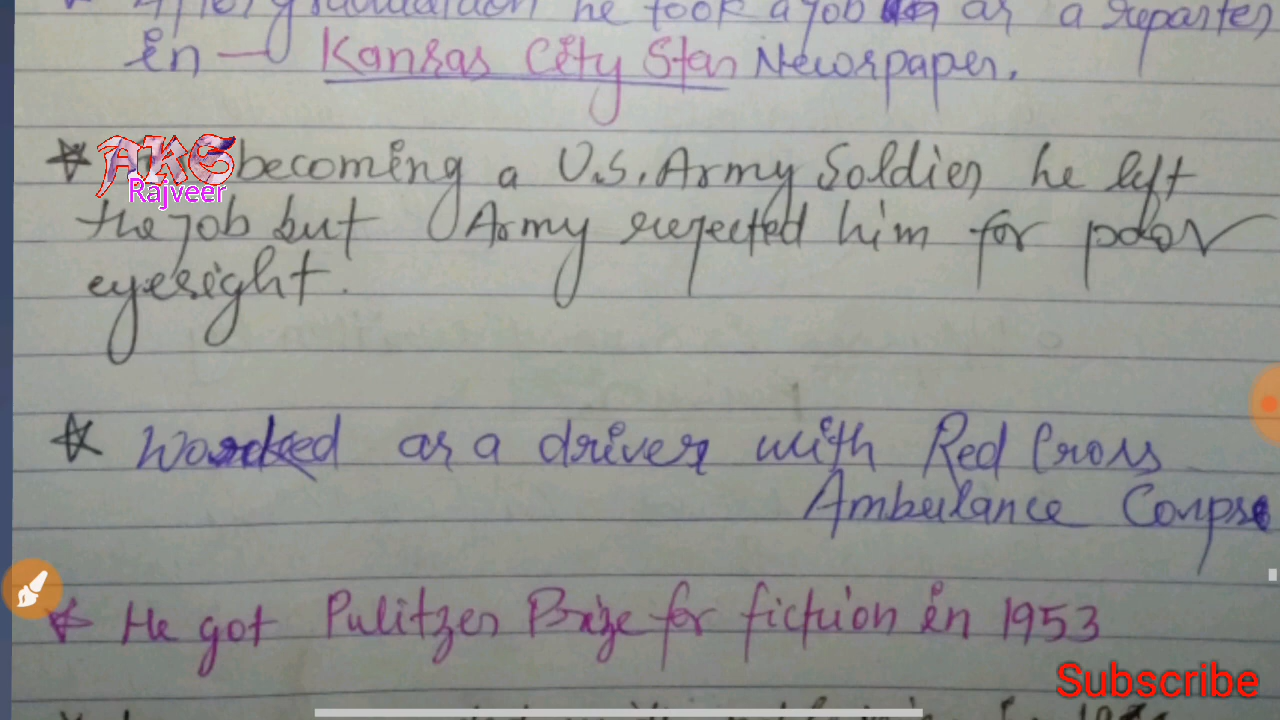 he took a job as a reporter
in — Kansas City Star Newspaper.
AKS
Rajveer
becoming a U.S. Army Soldier he left
the job but Army rejected him for poor
eyesight.
Worked as a driver with Red Cross
Ambulance Corpse
He got Pulitzer Prize for fiction in 1953
Subscribe